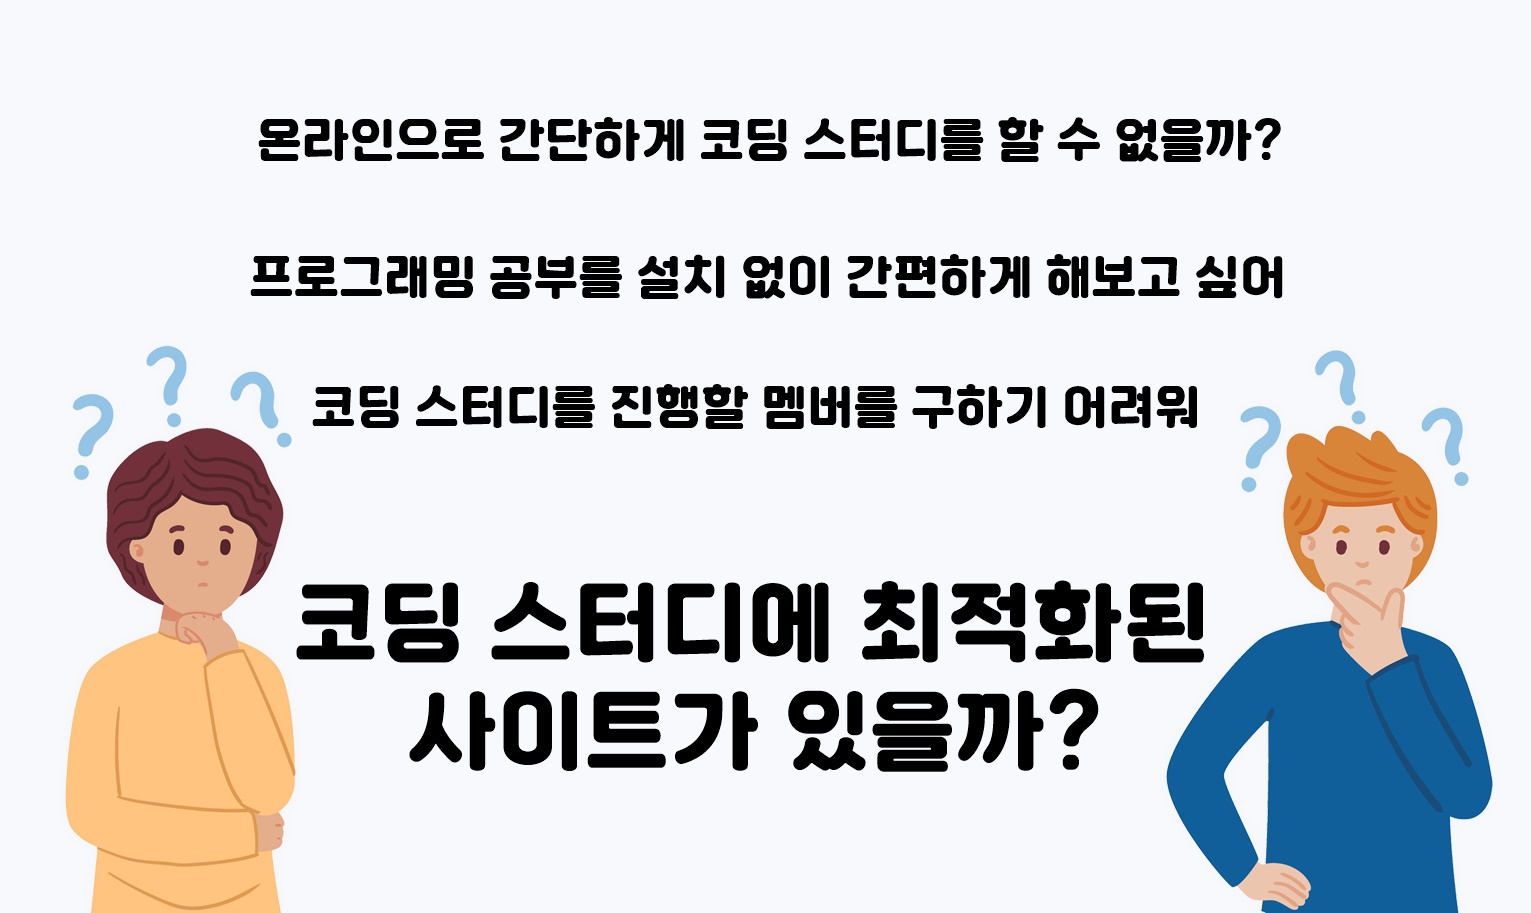 온라인으로 간단하게 코딩 스터디를 할 수 없을까?
프로그래밍 공부를 설치 없이 간편하게 해보고 싶어
코딩 스터디를 진행할 멤버를 구하기 어려워
코딩 스터디에 최적화된
사이트가 있을까?